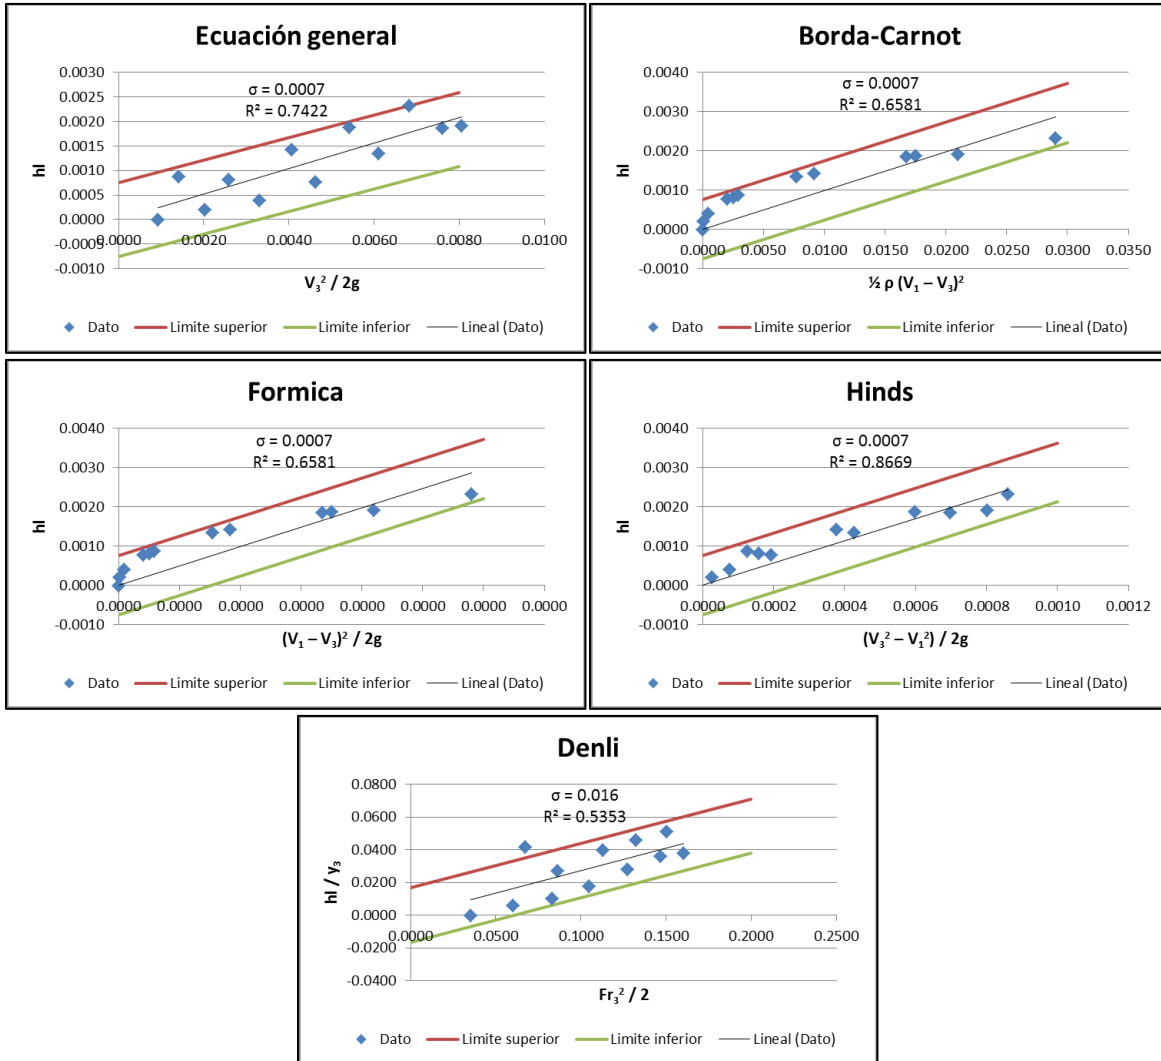 Ecuación general
σ = 0.0007
R² = 0.7422
0.0030
0.0025
0.0020
0.0015
0.0010
0.0005
0.0000
-0.0005
-0.0010
0.0000 0.0020 0.0040 0.0060 0.0080 0.0100
hl
V₃² / 2g
Dato Limite superior Limite inferior Lineal (Dato)
Borda-Carnot
σ = 0.0007
R² = 0.6581
0.0040
0.0030
0.0020
0.0010
0.0000
-0.0010
0.0000 0.0050 0.0100 0.0150 0.0200 0.0250 0.0300 0.0350
hl
½ ρ (V₁ – V₃)²
Dato Limite superior Limite inferior Lineal (Dato)
Formica
σ = 0.0007
R² = 0.6581
0.0040
0.0030
0.0020
0.0010
0.0000
-0.0010
0.0000 0.0000 0.0000 0.0000 0.0000 0.0000 0.0000 0.0000
hl
(V₁ – V₃)² / 2g
Dato Limite superior Limite inferior Lineal (Dato)
Hinds
σ = 0.0007
R² = 0.8669
0.0040
0.0030
0.0020
0.0010
0.0000
-0.0010
0.0000 0.0002 0.0004 0.0006 0.0008 0.0010 0.0012
hl
(V₃² – V₁²) / 2g
Dato Limite superior Limite inferior Lineal (Dato)
Denli
σ = 0.016
R² = 0.5353
0.0800
0.0600
0.0400
0.0200
0.0000
-0.0200
-0.0400
0.0000 0.0500 0.1000 0.1500 0.2000 0.2500
hl / y₃
Fr₃² / 2
Dato Limite superior Limite inferior Lineal (Dato)